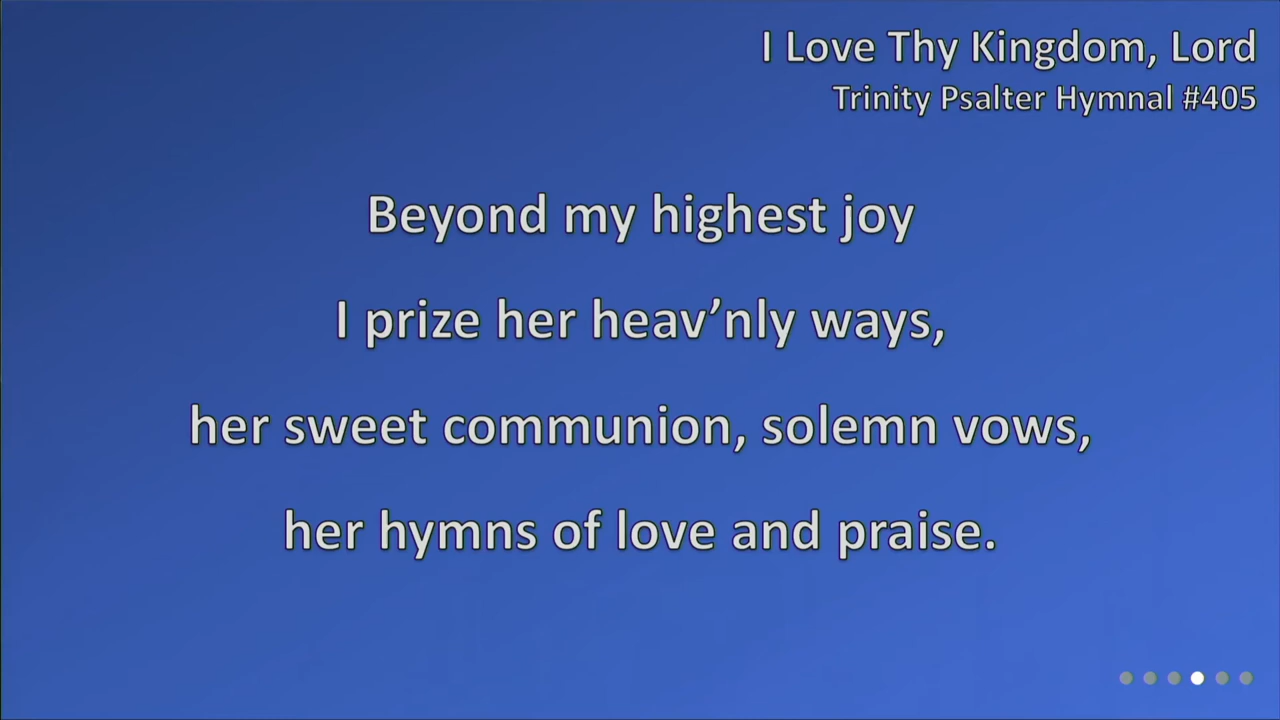 I Love Thy Kingdom, Lord
Trinity Psalter Hymnal #405
Beyond my highest joy
I prize her heav’nly ways,
her sweet communion, solemn vows,
her hymns of love and praise.